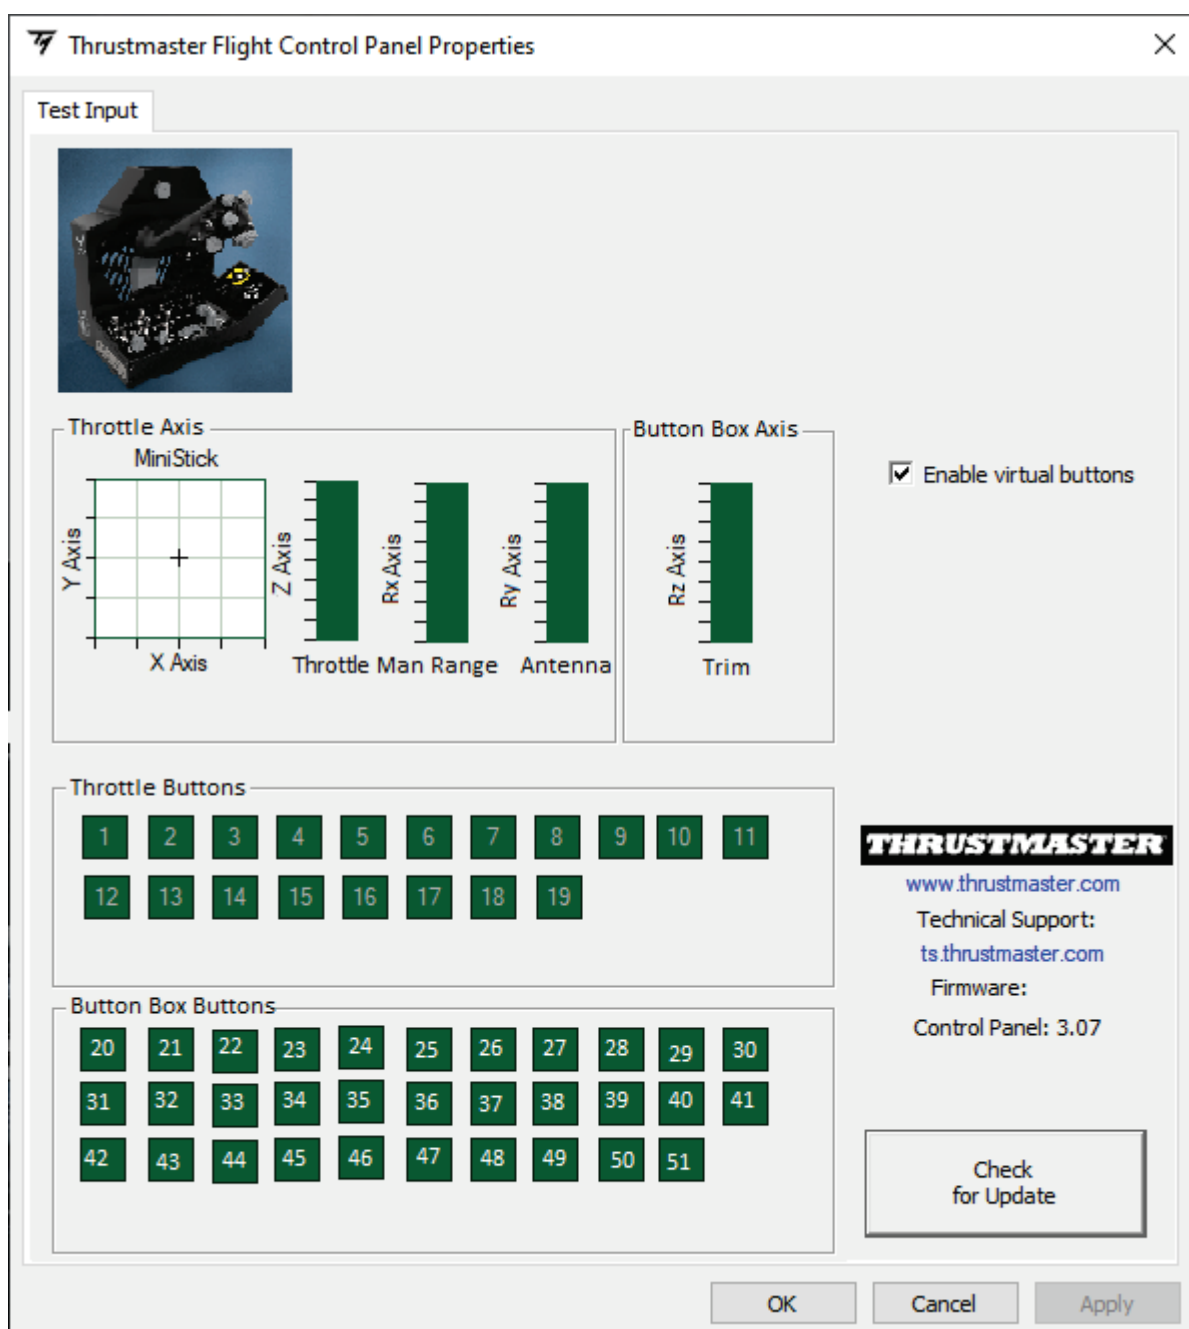 Thrustmaster Flight Control Panel Properties
Test Input
Throttle Axis
MiniStick
Y Axis
X Axis
Z Axis
Throttle
Rx Axis
Man Range
Ry Axis
Antenna
Button Box Axis
Rz Axis
Trim
Enable virtual buttons
Throttle Buttons
1 2 3 4 5 6 7 8 9 10 11
12 13 14 15 16 17 18 19
Button Box Buttons
20 21 22 23 24 25 26 27 28 29 30
31 32 33 34 35 36 37 38 39 40 41
42 43 44 45 46 47 48 49 50 51
THRUSTMASTER
www.thrustmaster.com
Technical Support:
ts.thrustmaster.com
Firmware:
Control Panel: 3.07
Check
for Update
OK Cancel Apply